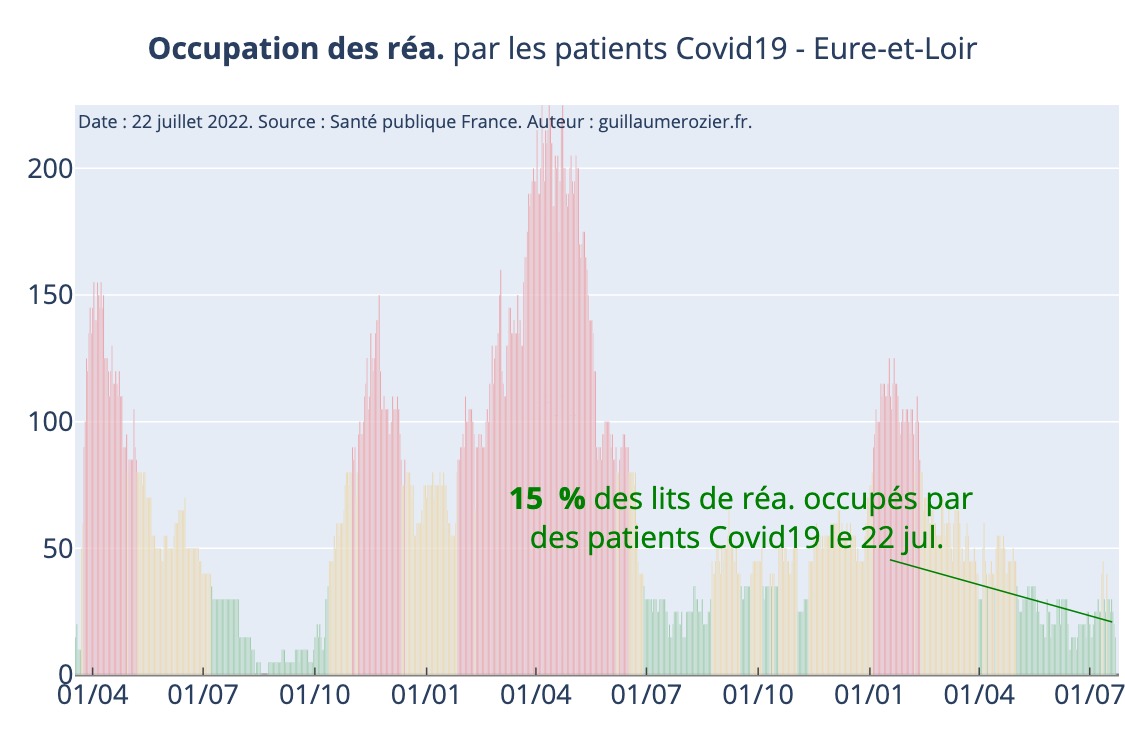 Occupation des réa. par les patients Covid19 - Eure-et-Loir
Date : 22 juillet 2022. Source : Santé publique France. Auteur : guillaumerozier.fr.
200
150
100
50
0
15 % des lits de réa. occupés par
des patients Covid19 le 22 jul.
01/04 01/07 01/10 01/01 01/04 01/07 01/10 01/01 01/04 01/07